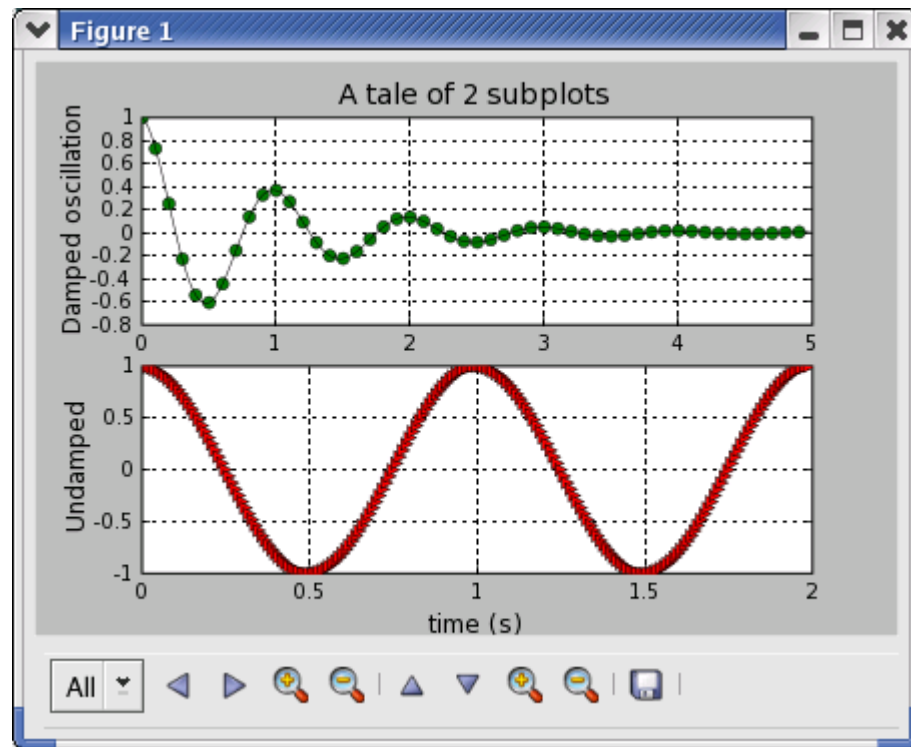 Figure 1
A tale of 2 subplots
Damped oscillation
1
0.8
0.6
0.4
0.2
0
-0.2
-0.4
-0.6
-0.8
0 1 2 3 4 5
Undamped
1
0.5
0
-0.5
-1
0 0.5 1 1.5 2
time (s)
All